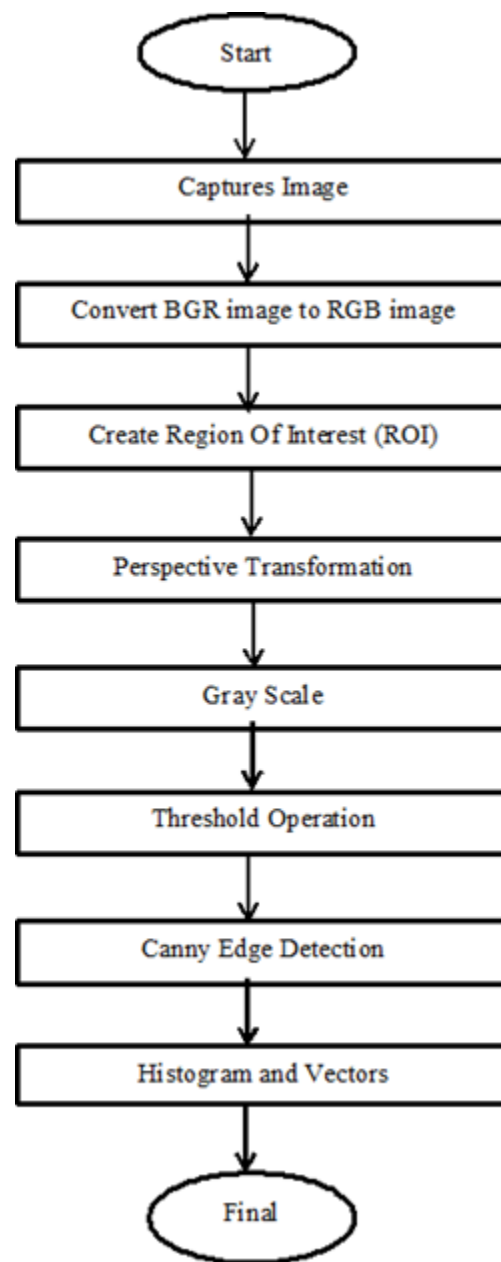 Start
Captures Image
Convert BGR image to RGB image
Create Region Of Interest (ROI)
Perspective Transformation
Gray Scale
Threshold Operation
Canny Edge Detection
Histogram and Vectors
Final